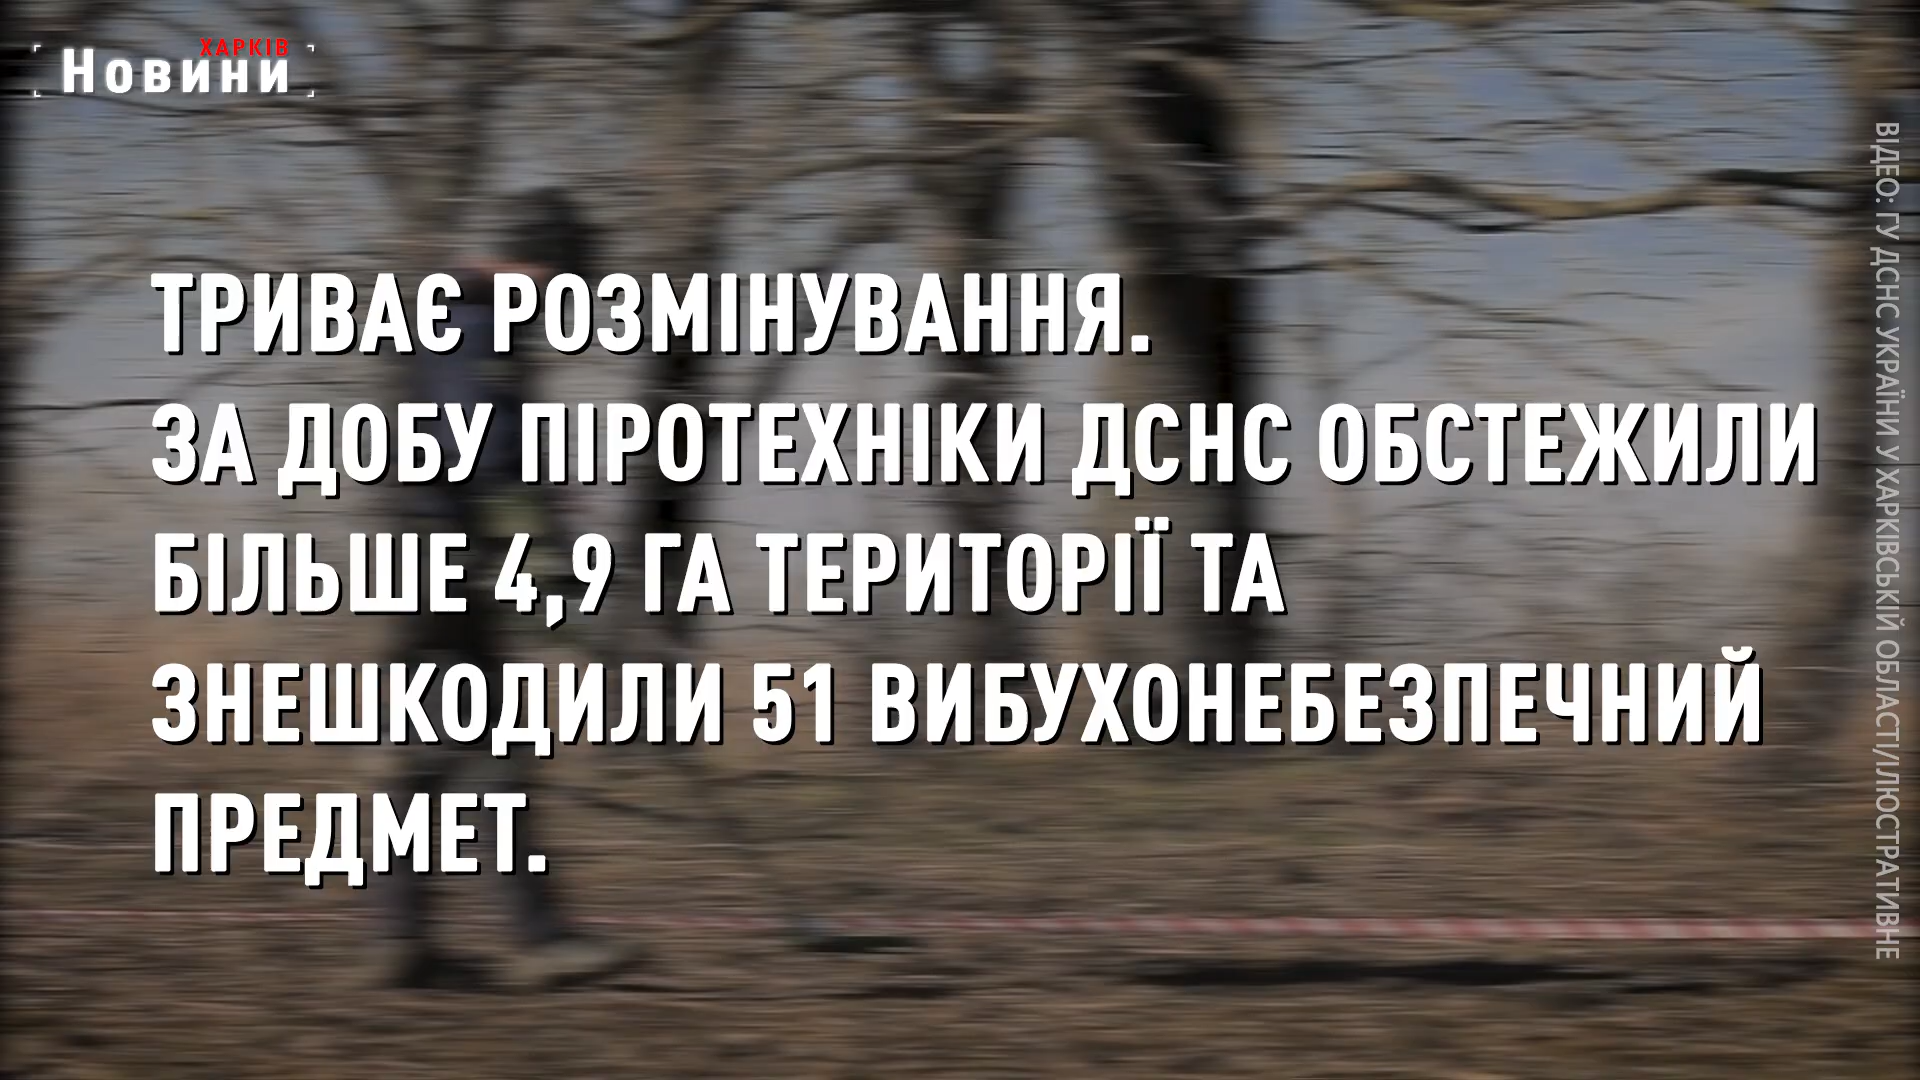 ХАРКІВ
Новини
ТРИВАЄ РОЗМІНУВАННЯ.
ЗА ДОБУ ПІРОТЕХНІКИ ДСНС ОБСТЕЖИЛИ
БІЛЬШЕ 4,9 ГА ТЕРИТОРІЇ ТА
ЗНЕШКОДИЛИ 51 ВИБУХОНЕБЕЗПЕЧНИЙ
ПРЕДМЕТ.
ВІДЕО: ГУ ДСНС УКРАЇНИ У ХАРКІВСЬКІЙ ОБЛАСТІ/ІЛЮСТРАТИВНЕ